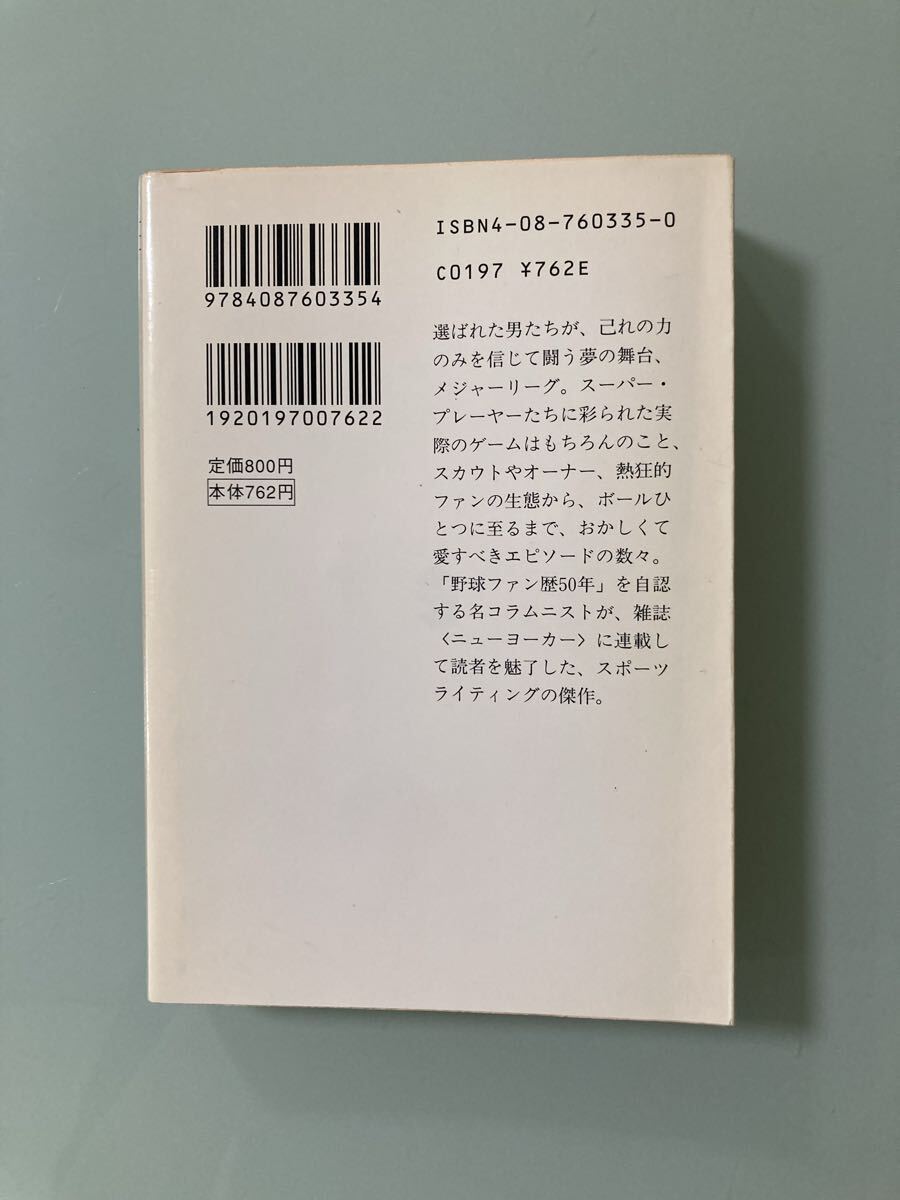 9784087603354
1920197007622
定価800円
本体762円
ISBN4-08-760335-0
C0197 ¥762E
選ばれた男たちが、己れの力
のみを信じて闘う夢の舞台、
メジャーリーグ。スーパー・
プレーヤーたちに彩られた実
際のゲームはもちろんのこと、
スカウトやオーナー、熱狂的
ファンの生態から、ボールひ
とつに至るまで、おかしくて
愛すべきエピソードの数々。
「野球ファン歴50年」を自認
する名コラムニストが、雑誌
〈ニューヨーカー〉に連載し
て読者を魅了した、スポーツ
ライティングの傑作。